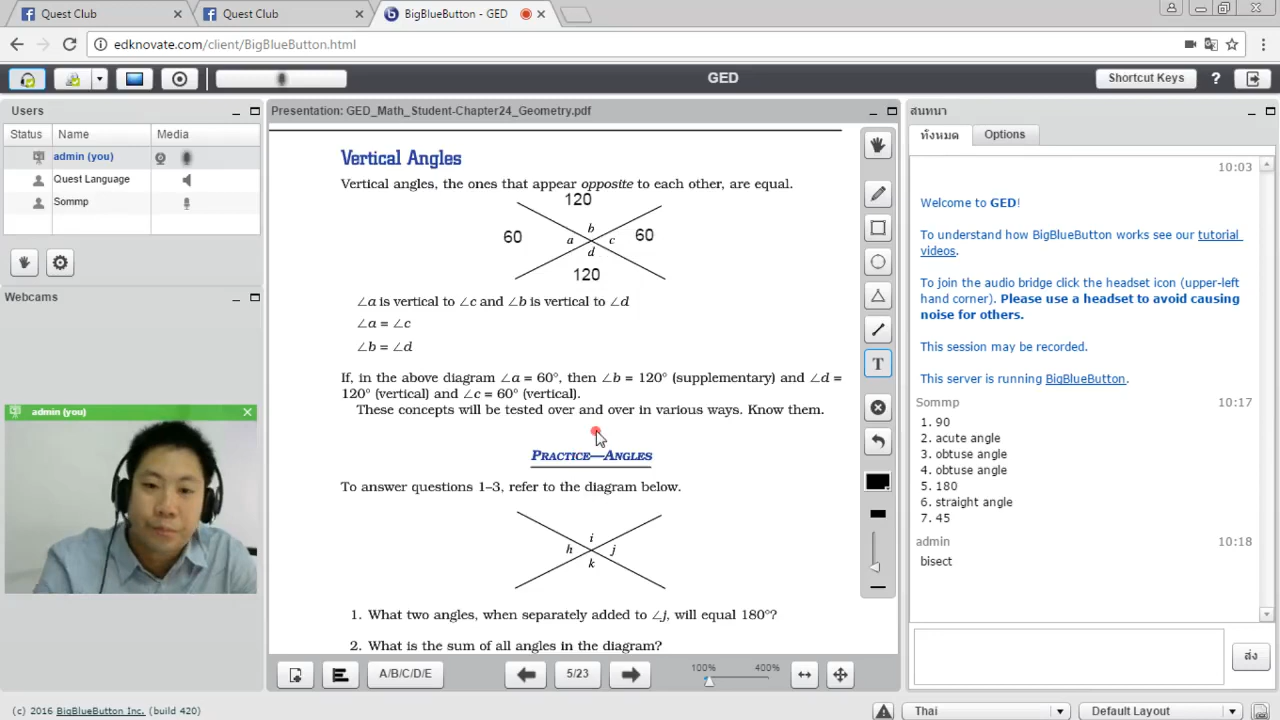 Quest Club
Quest Club
BigBlueButton - GED
edknovate.com/client/BigBlueButton.html
GED
Shortcut Keys
?
Users
Status Name Media
admin (you)
Quest Language
Sommp
Webcams
admin (you)
Presentation: GED_Math_Student-Chapter24_Geometry.pdf
Vertical Angles
Vertical angles, the ones that appear opposite to each other, are equal.
120
60
60
120
b
a
c
d
∠a is vertical to ∠c and ∠b is vertical to ∠d
∠a = ∠c
∠b = ∠d
If, in the above diagram ∠a = 60°, then ∠b = 120° (supplementary) and ∠d =
120° (vertical) and ∠c = 60° (vertical).
These concepts will be tested over and over in various ways. Know them.
PRACTICE—ANGLES
To answer questions 1–3, refer to the diagram below.
i
h
j
k
1. What two angles, when separately added to ∠j, will equal 180°?
2. What is the sum of all angles in the diagram?
T
A/B/C/D/E
5/23
100%
400%
สนทนา
ทั้งหมด
Options
10:03
Welcome to GED!
To understand how BigBlueButton works see our tutorial
videos.
To join the audio bridge click the headset icon (upper-left
hand corner). Please use a headset to avoid causing
noise for others.
This session may be recorded.
This server is running BigBlueButton.
Sommp 10:17
1. 90
2. acute angle
3. obtuse angle
4. obtuse angle
5. 180
6. straight angle
7. 45
admin 10:18
bisect
ส่ง
(c) 2016 BigBlueButton Inc. (build 420)
Thai
Default Layout